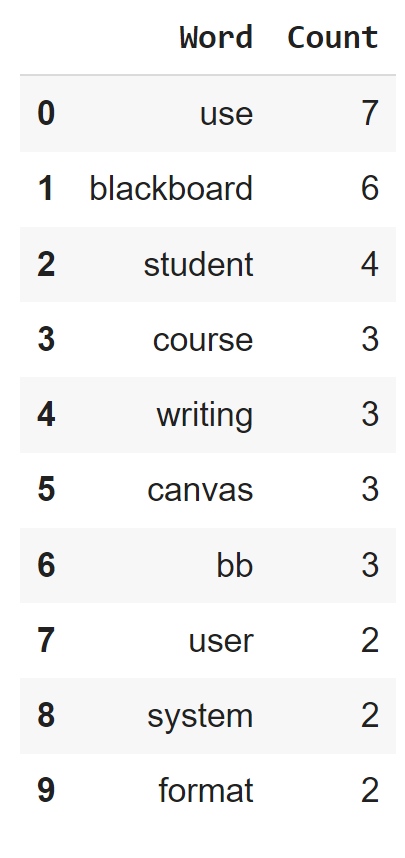 Word Count
0 use 7
1 blackboard 6
2 student 4
3 course 3
4 writing 3
5 canvas 3
6 bb 3
7 user 2
8 system 2
9 format 2